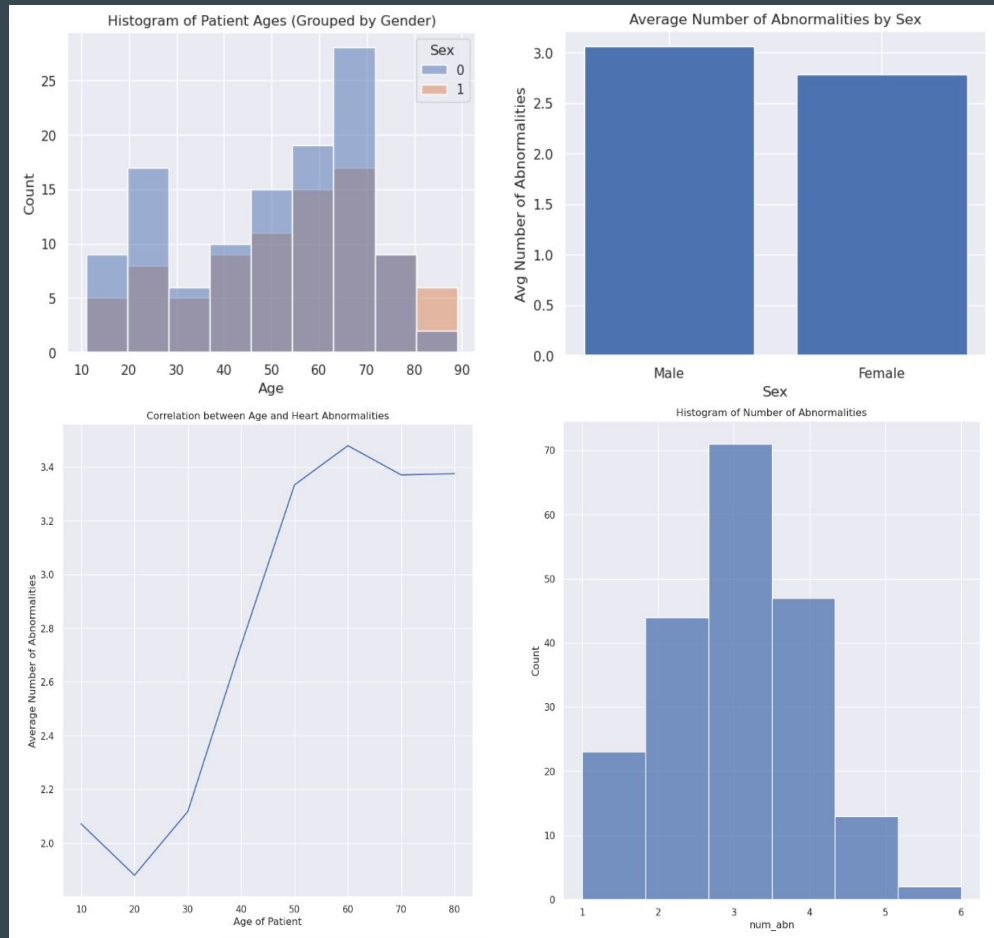 Histogram of Patient Ages (Grouped by Gender)
Sex
0
1
25
20
15
10
5
0
Count
10 20 30 40 50 60 70 80 90
Age
Average Number of Abnormalities by Sex
3.0
2.5
2.0
1.5
1.0
0.5
0.0
Avg Number of Abnormalities
Male Female
Sex
Correlation between Age and Heart Abnormalities
3.4
3.2
3.0
2.8
2.6
2.4
2.2
2.0
Average Number of Abnormalities
10 20 30 40 50 60 70 80
Age of Patient
Histogram of Number of Abnormalities
70
60
50
40
30
20
10
0
Count
1 2 3 4 5 6
num_abn